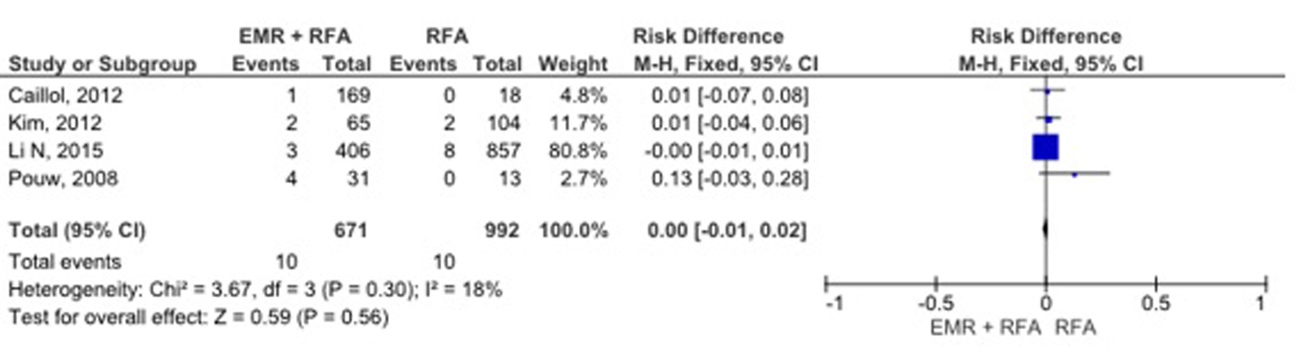 EMR + RFA RFA Risk Difference Risk Difference
Study or Subgroup Events Total Events Total Weight M-H, Fixed, 95% CI M-H, Fixed, 95% CI
Caillol, 2012 1 169 0 18 4.8% 0.01 [-0.07, 0.08]
Kim, 2012 2 65 2 104 11.7% 0.01 [-0.04, 0.06]
Li N, 2015 3 406 8 857 80.8% -0.00 [-0.01, 0.01]
Pouw, 2008 4 31 0 13 2.7% 0.13 [-0.03, 0.28]
Total (95% CI) 671 992 100.0% 0.00 [-0.01, 0.02]
Total events 10 10
Heterogeneity: Chi² = 3.67, df = 3 (P = 0.30); I² = 18%
Test for overall effect: Z = 0.59 (P = 0.56)
-1 -0.5 0 0.5 1
EMR + RFA RFA